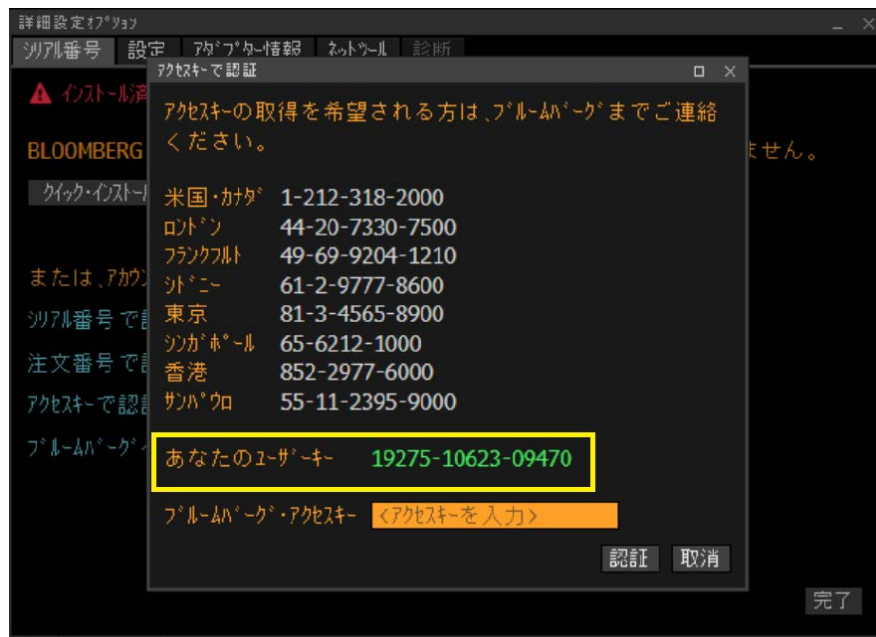 詳細設定ｵﾌﾟｼｮﾝ
ｼﾘｱﾙ番号 設定 ｱﾀﾞﾌﾟﾀｰ情報 ﾈｯﾄﾂｰﾙ 診断
ｱｸｾｽｷｰで認証
ｲﾝｽﾄｰﾙ済
ｱｸｾｽｷｰの取得を希望される方は､ﾌﾞﾙｰﾑﾊﾞｰｸﾞまでご連絡
ください。
BLOOMBERG
ません。
ｸｲｯｸ･ｲﾝｽﾄｰﾙ
米国･ｶﾅﾀﾞ 1-212-318-2000
ﾛﾝﾄﾞﾝ 44-20-7330-7500
ﾌﾗﾝｸﾌﾙﾄ 49-69-9204-1210
ｼﾄﾞﾆｰ 61-2-9777-8600
東京 81-3-4565-8900
ｼﾝｶﾞﾎﾟｰﾙ 65-6212-1000
香港 852-2977-6000
ｻﾝﾊﾟｳﾛ 55-11-2395-9000
または､ｱｶｳﾝ
ｼﾘｱﾙ番号で
注文番号で
ｱｸｾｽｷｰで認
ﾌﾞﾙｰﾑﾊﾞｰｸﾞ
あなたのﾕｰｻﾞｰｷｰ 19275-10623-09470
ﾌﾞﾙｰﾑﾊﾞｰｸﾞ･ｱｸｾｽｷｰ <ｱｸｾｽｷｰを入力>
認証 取消
完了